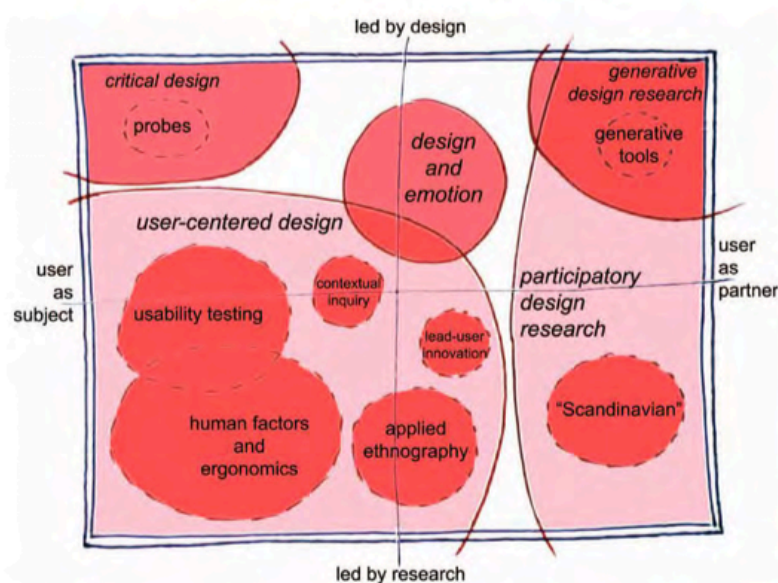 led by design
critical design
probes
generative
design research
generative
tools
design
and
emotion
user-centered design
user
as
subject
usability testing
contextual
inquiry
participatory
design
research
user
as
partner
lead-user
innovation
human factors
and
ergonomics
applied
ethnography
"Scandinavian"
led by research